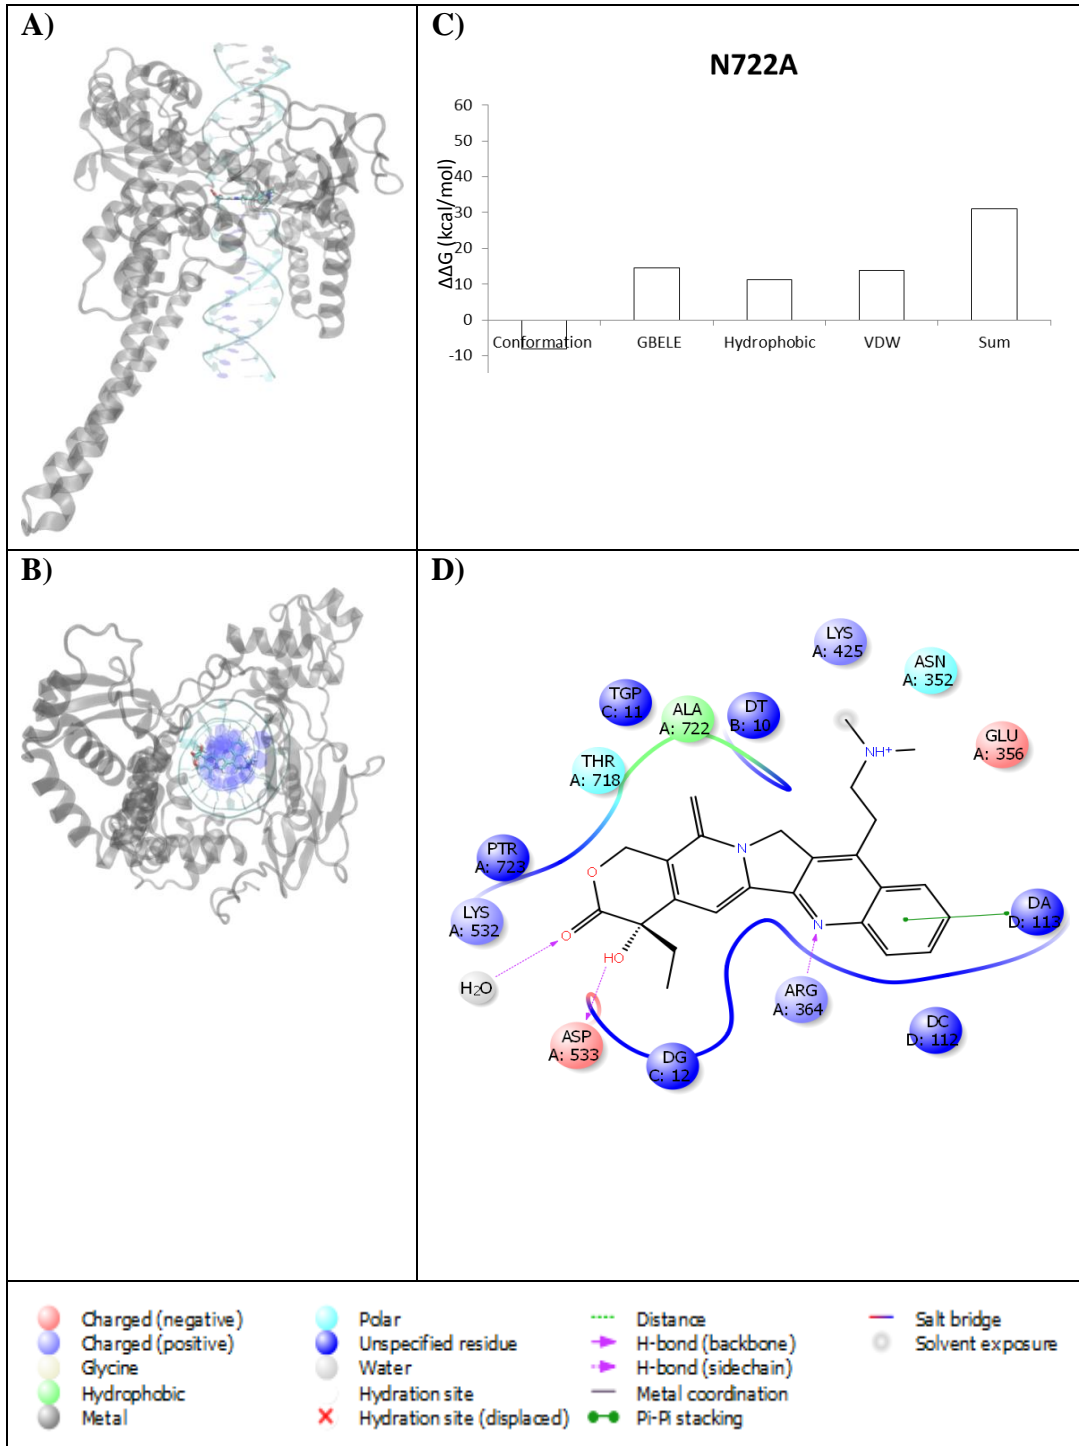 A)
C)
N722A
ΔΔG (kcal/mol)
60
50
40
30
20
10
0
-10
Conformation
GBELE
Hydrophobic
VDW
Sum
B)
D)
LYS
A: 425
ASN
A: 352
TGP
C: 11
ALA
A: 722
DT
B: 10
GLU
A: 356
THR
A: 718
NH+
PTR
A: 723
N
O
DA
D: 113
LYS
A: 532
O
N
HO
H2O
ARG
A: 364
DC
D: 112
ASP
A: 533
DG
C: 12
Charged (negative)
Charged (positive)
Glycine
Hydrophobic
Metal
Polar
Unspecified residue
Water
Hydration site
Hydration site (displaced)
Distance
H-bond (backbone)
H-bond (sidechain)
Metal coordination
Pi-Pi stacking
Salt bridge
Solvent exposure